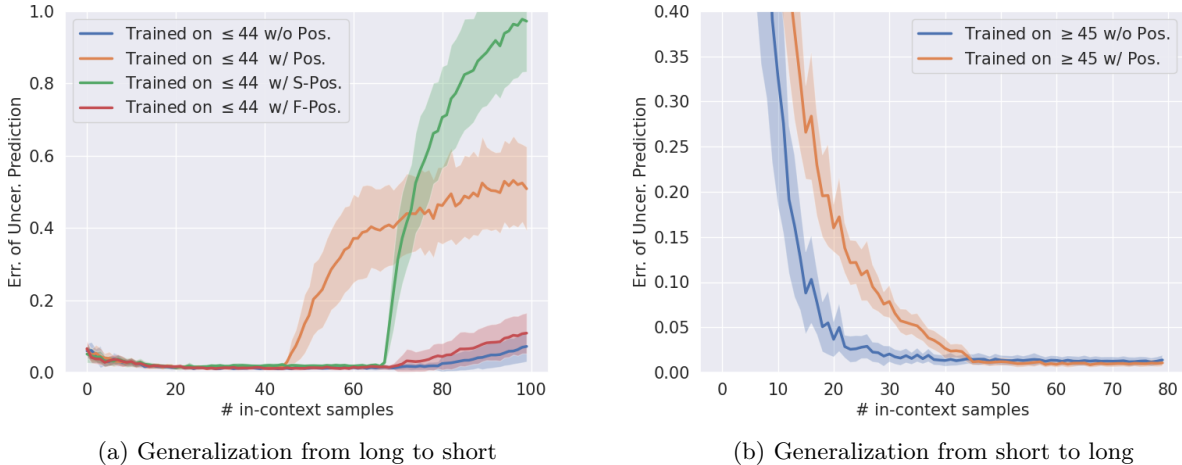 Trained on ≤ 44 w/o Pos.
Trained on ≤ 44 w/ Pos.
Trained on ≤ 44 w/ S-Pos.
Trained on ≤ 44 w/ F-Pos.
Err. of Uncer. Prediction
1.0
0.8
0.6
0.4
0.2
0.0
0 20 40 60 80 100
# in-context samples
(a) Generalization from long to short
Trained on ≥ 45 w/o Pos.
Trained on ≥ 45 w/ Pos.
Err. of Uncer. Prediction
0.40
0.35
0.30
0.25
0.20
0.15
0.10
0.05
0.00
0 10 20 30 40 50 60 70 80
# in-context samples
(b) Generalization from short to long